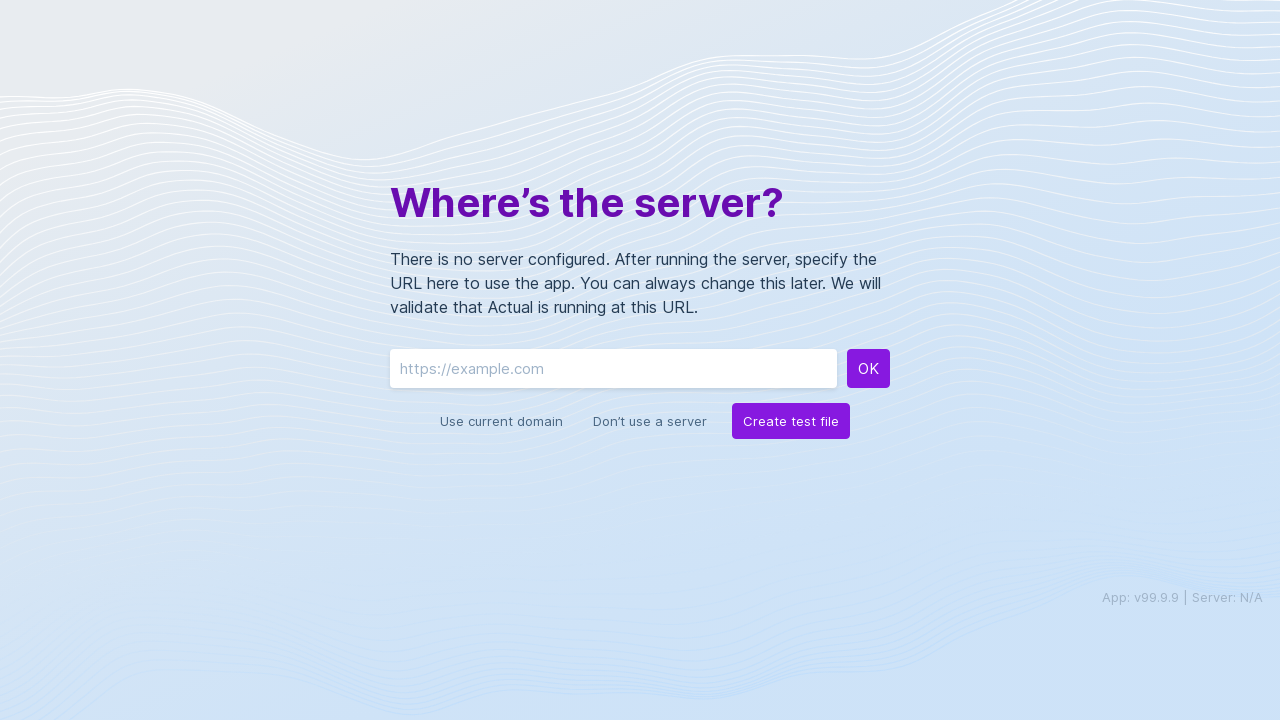 Where’s the server?
There is no server configured. After running the server, specify the
URL here to use the app. You can always change this later. We will
validate that Actual is running at this URL.
https://example.com
OK
Use current domain
Don’t use a server
Create test file
App: v99.9.9 | Server: N/A